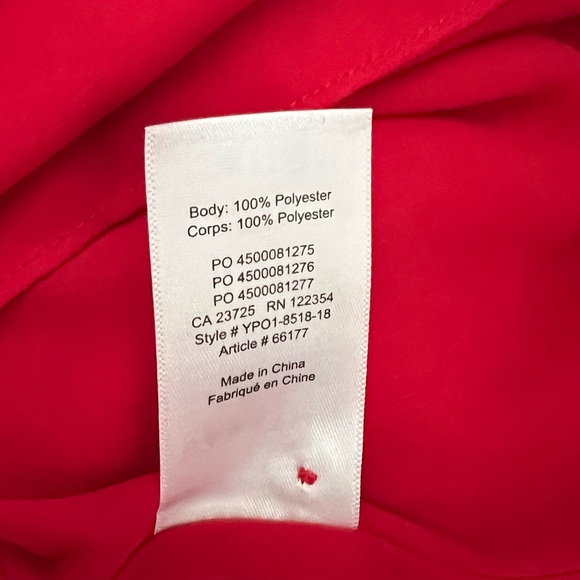 Body: 100% Polyester
Corps: 100% Polyester
PO 4500081275
PO 4500081276
PO 4500081277
CA 23725 RN 122354
Style # YPO1-8518-18
Article # 66177
Made in China
Fabriqué en Chine